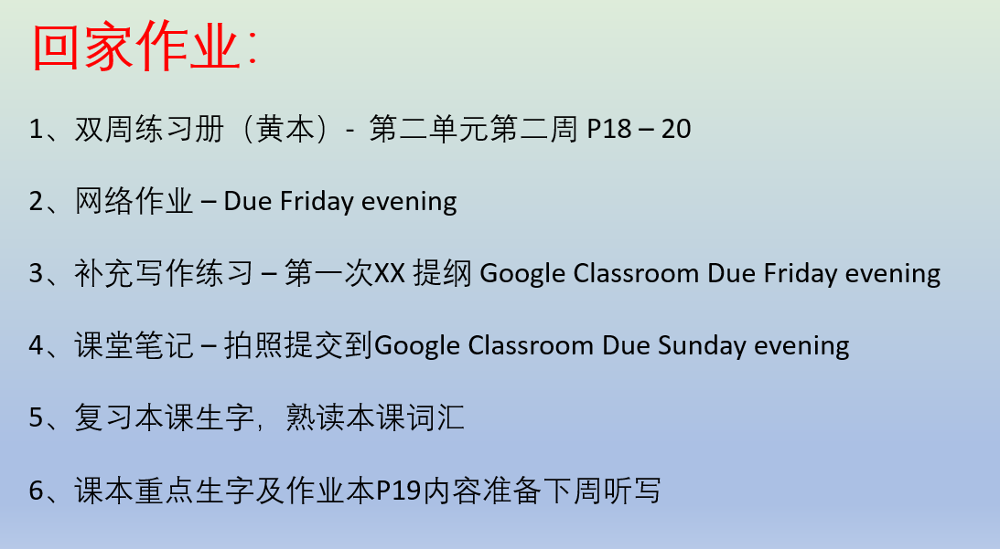 回家作业：
1、双周练习册（黄本）- 第二单元第二周 P18 – 20
2、网络作业 – Due Friday evening
3、补充写作练习 – 第一次XX 提纲 Google Classroom Due Friday evening
4、课堂笔记 – 拍照提交到Google Classroom Due Sunday evening
5、复习本课生字，熟读本课词汇
6、课本重点生字及作业本P19内容准备下周听写